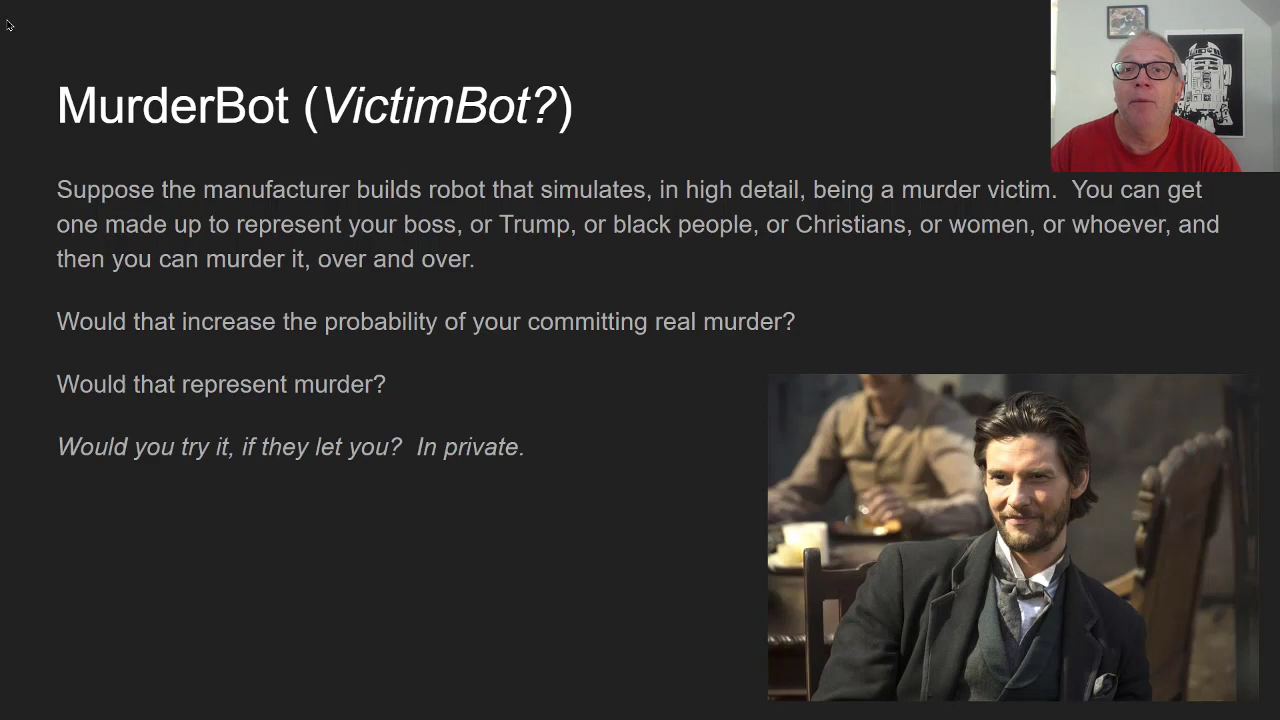 MurderBot (VictimBot?)
Suppose the manufacturer builds robot that simulates, in high detail, being a murder victim.  You can get
one made up to represent your boss, or Trump, or black people, or Christians, or women, or whoever, and
then you can murder it, over and over.
Would that increase the probability of your committing real murder?
Would that represent murder?
Would you try it, if they let you?  In private.